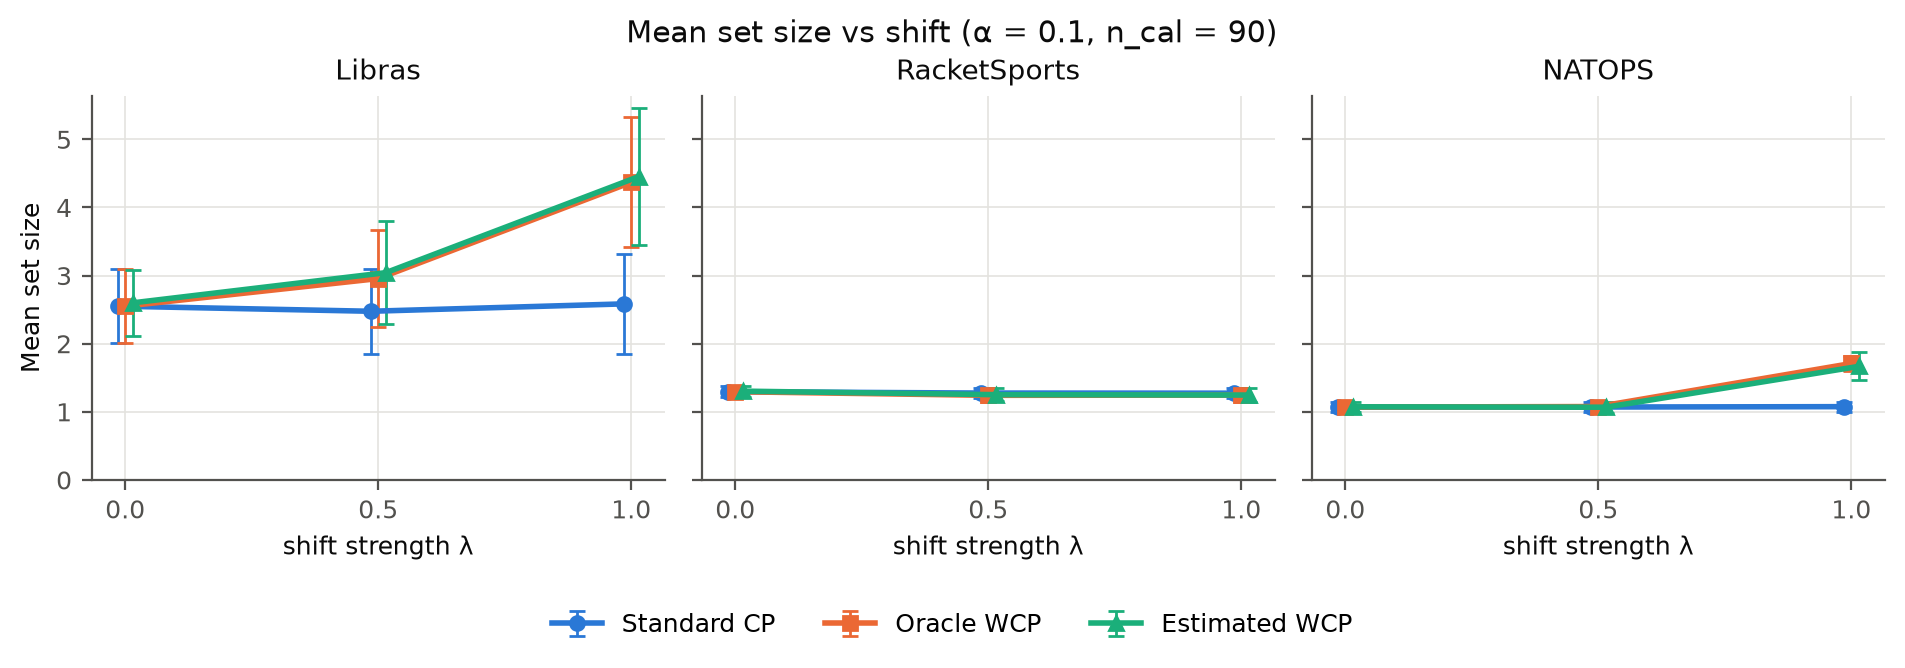 Mean set size vs shift (α = 0.1, n_cal = 90)
Libras
RacketSports
NATOPS
Mean set size
5
4
3
2
1
0
0.0 0.5 1.0
0.0 0.5 1.0
0.0 0.5 1.0
shift strength λ
shift strength λ
shift strength λ
Standard CP
Oracle WCP
Estimated WCP